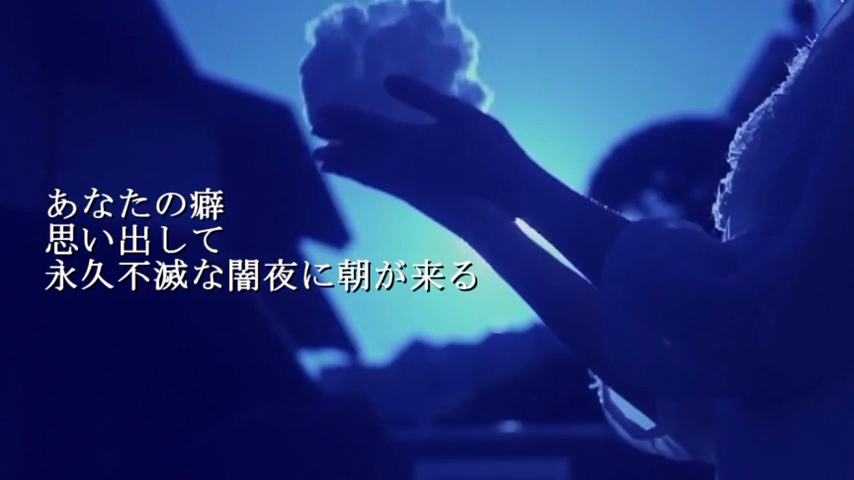 あなたの癖
思い出して
永久不滅な闇夜に朝が来る